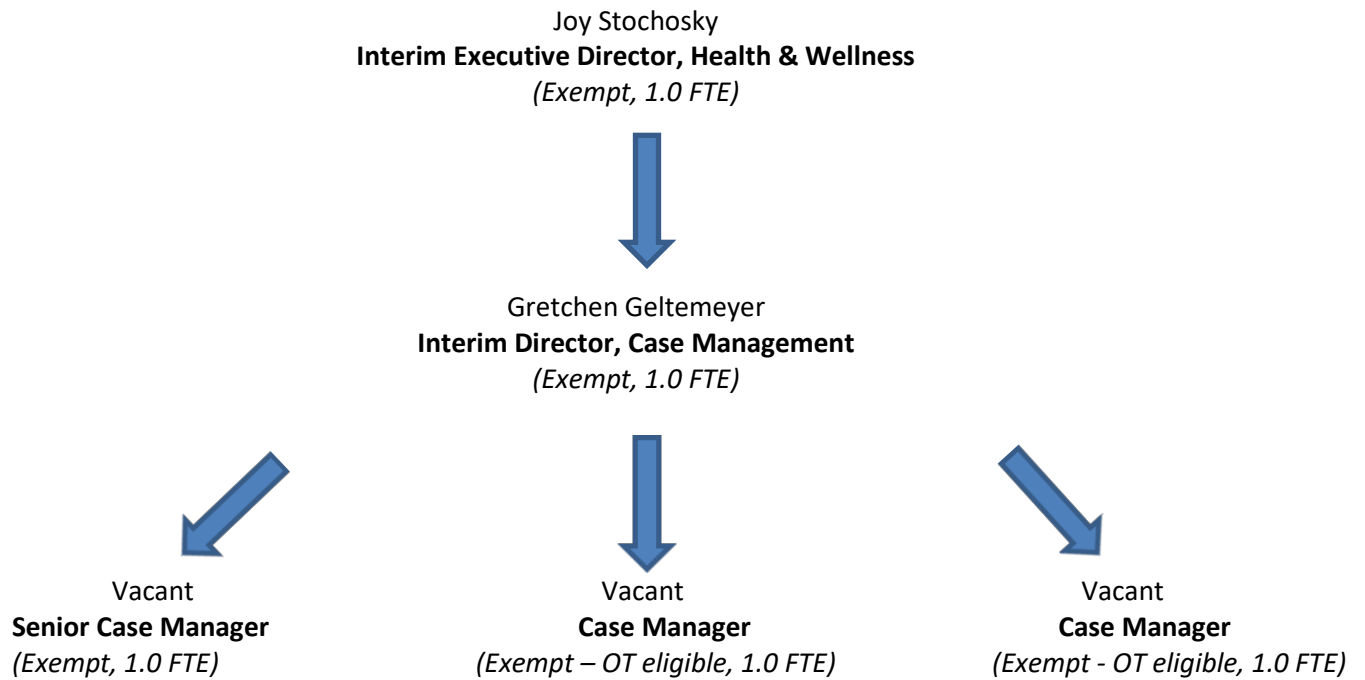 Joy Stochosky
Interim Executive Director, Health & Wellness
(Exempt, 1.0 FTE)
Gretchen Geltemeyer
Interim Director, Case Management
(Exempt, 1.0 FTE)
Vacant
Senior Case Manager
(Exempt, 1.0 FTE)
Vacant
Case Manager
(Exempt – OT eligible, 1.0 FTE)
Vacant
Case Manager
(Exempt - OT eligible, 1.0 FTE)